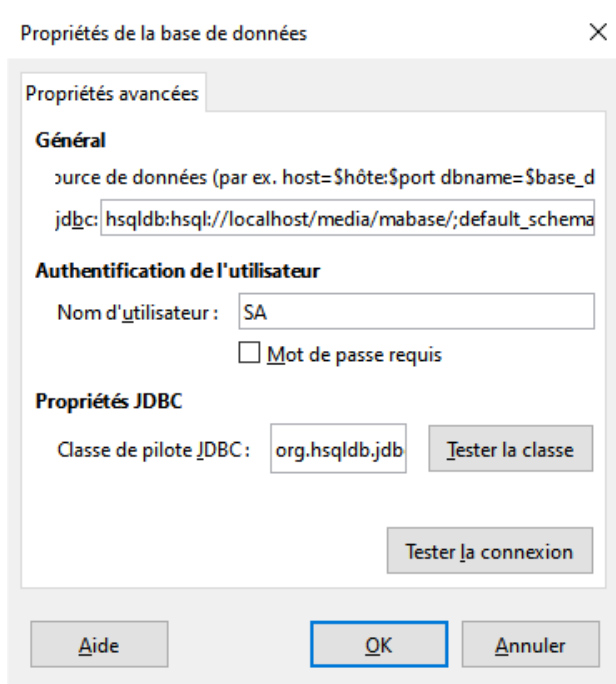 Propriétés de la base de données
Propriétés avancées
Général
ource de données (par ex. host=$hôte:$port dbname=$base_d
jdbc: hsqldb:hsql://localhost/media/mabase/;default_schema
Authentification de l'utilisateur
Nom d'utilisateur : SA
Mot de passe requis
Propriétés JDBC
Classe de pilote JDBC : org.hsqldb.jdb Tester la classe
Tester la connexion
Aide OK Annuler